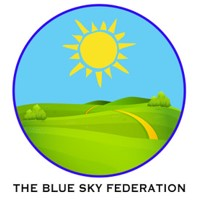 THE BLUE SKY FEDERATION